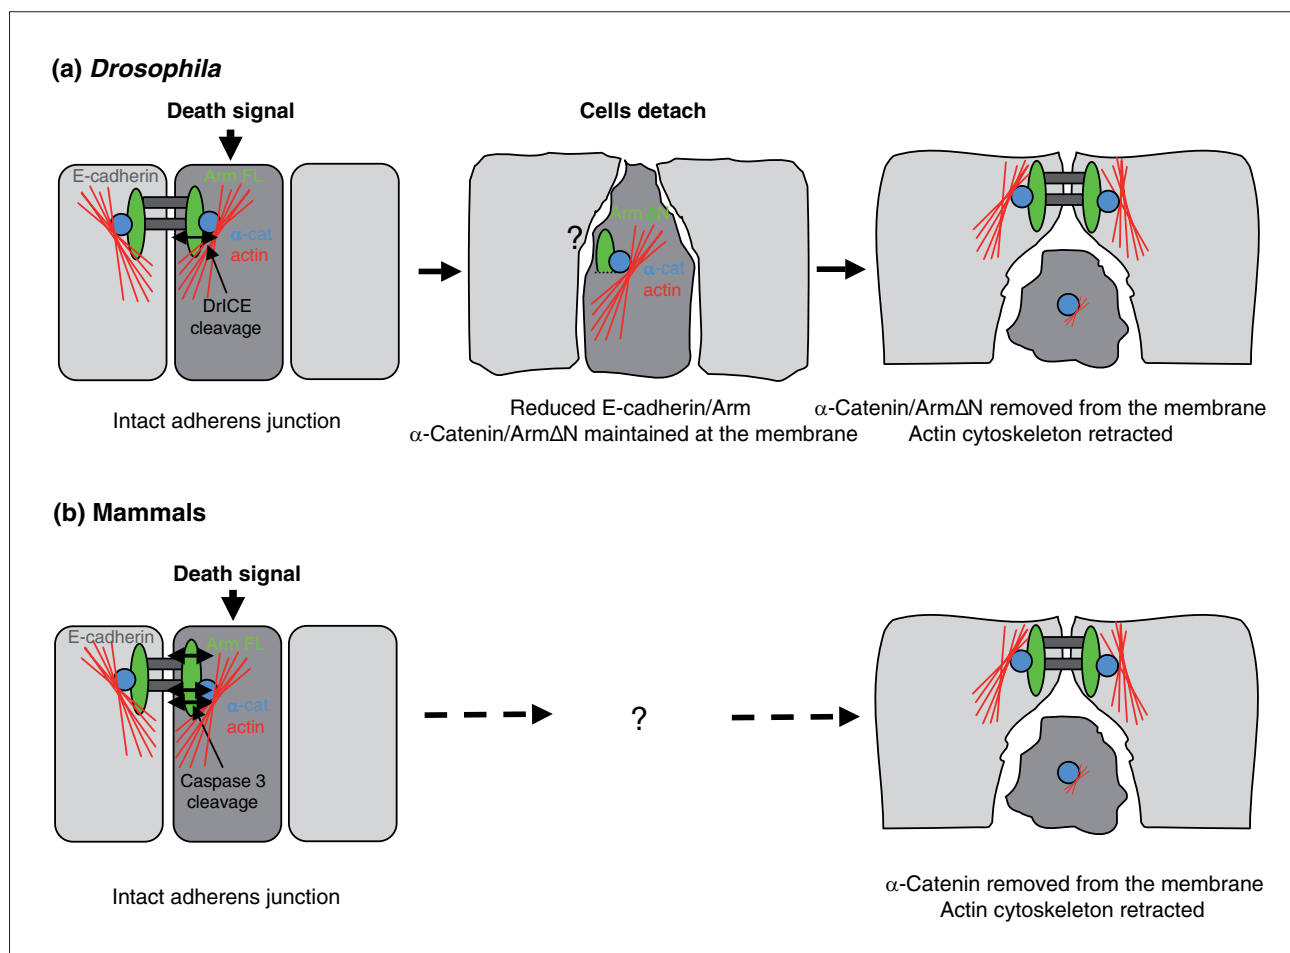 (a) Drosophila
Death signal
Cells detach
E-cadherin
Arm FL
α-cat
actin
DrICE
cleavage
?
ArmΔN
α-cat
actin
Intact adherens junction
Reduced E-cadherin/Arm
α-Catenin/ArmΔN maintained at the membrane
α-Catenin/ArmΔN removed from the membrane
Actin cytoskeleton retracted
(b) Mammals
Death signal
E-cadherin
Arm FL
α-cat
actin
Caspase 3
cleavage
?
Intact adherens junction
α-Catenin removed from the membrane
Actin cytoskeleton retracted